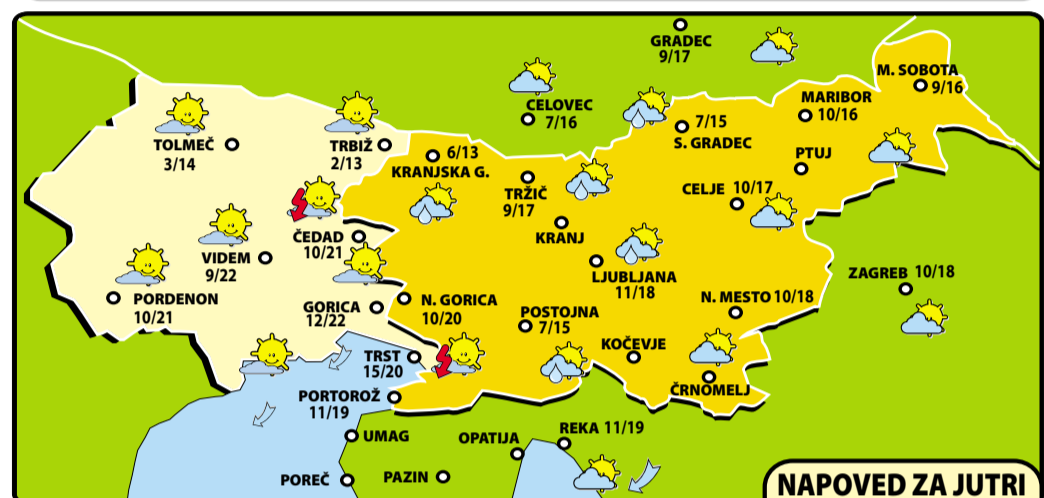 GRADEC
9/17
M. SOBOTA
9/16
CELOVEC
7/16
MARIBOR
10/16
7/15
S. GRADEC
TOLMEČ
3/14
TRBIŽ
2/13
6/13
KRANJSKA G.
PTUJ
TRŽIČ
9/17
CELJE 10/17
KRANJ
ČEDAD
10/21
VIDEM
9/22
LJUBLJANA
11/18
ZAGREB 10/18
PORDENON
10/21
GORICA
12/22
N. GORICA
10/20
N. MESTO 10/18
POSTOJNA
7/15
KOČEVJE
TRST
15/20
ČRNOMELJ
PORTOROŽ
11/19
UMAG
OPATIJA
REKA 11/19
POREČ
PAZIN
NAPOVED ZA JUTRI